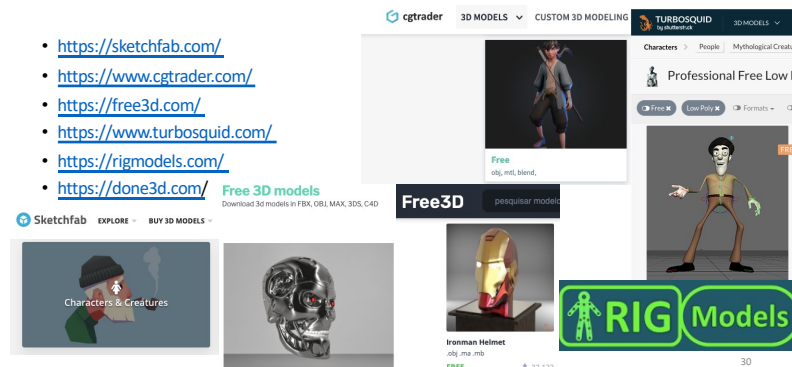 • https://sketchfab.com/
• https://www.cgtrader.com/
• https://free3d.com/
• https://www.turbosquid.com/
• https://rigmodels.com/
• https://done3d.com/
cgtrader 3D MODELS CUSTOM 3D MODELING
Free
obj, mtl, blend,
TURBOSQUID 3D MODELS
by shutterstock
Characters > People Mythological Creatu
Professional Free Low
Free x Low Poly x Formats
FRE
Free 3D models
Download 3d models in FBX, OBJ, MAX, 3DS, C4D
Sketchfab EXPLORE BUY 3D MODELS
Characters & Creatures
Free3D pesquisar modelo
Ironman Helmet
.obj .ma .mb
FREE
RIG Models
30